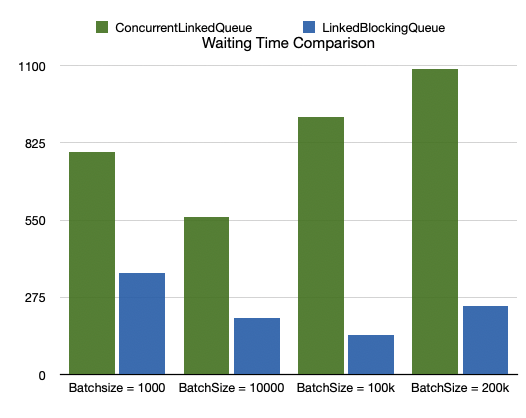 ConcurrentLinkedQueue LinkedBlockingQueue
Waiting Time Comparison
1100
825
550
275
0
Batchsize = 1000 BatchSize = 10000 BatchSize = 100k BatchSize = 200k